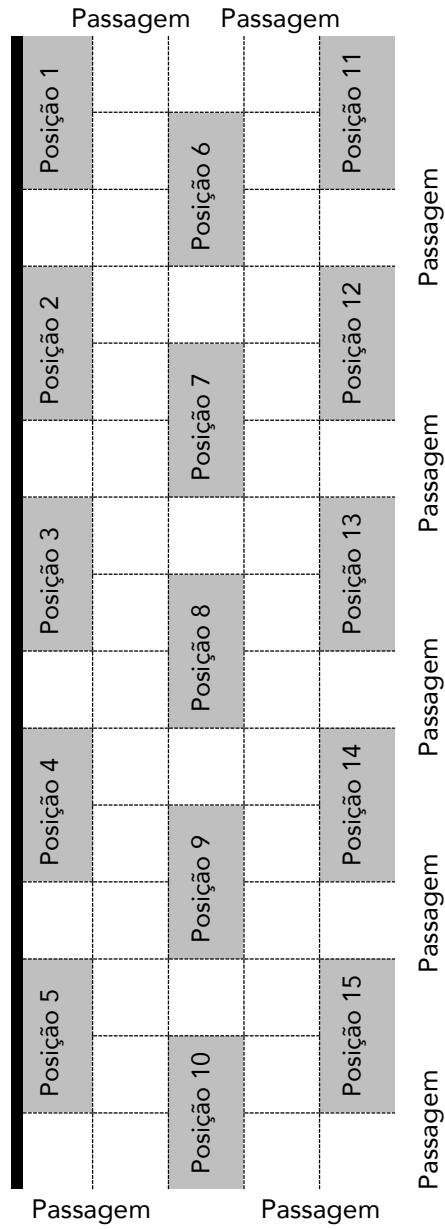 Passagem Passagem
Posição 1
Posição 11
Posição 6
Passagem
Posição 2
Posição 12
Posição 7
Passagem
Posição 3
Posição 13
Posição 8
Passagem
Posição 4
Posição 14
Posição 9
Passagem
Posição 5
Posição 15
Posição 10
Passagem
Passagem Passagem